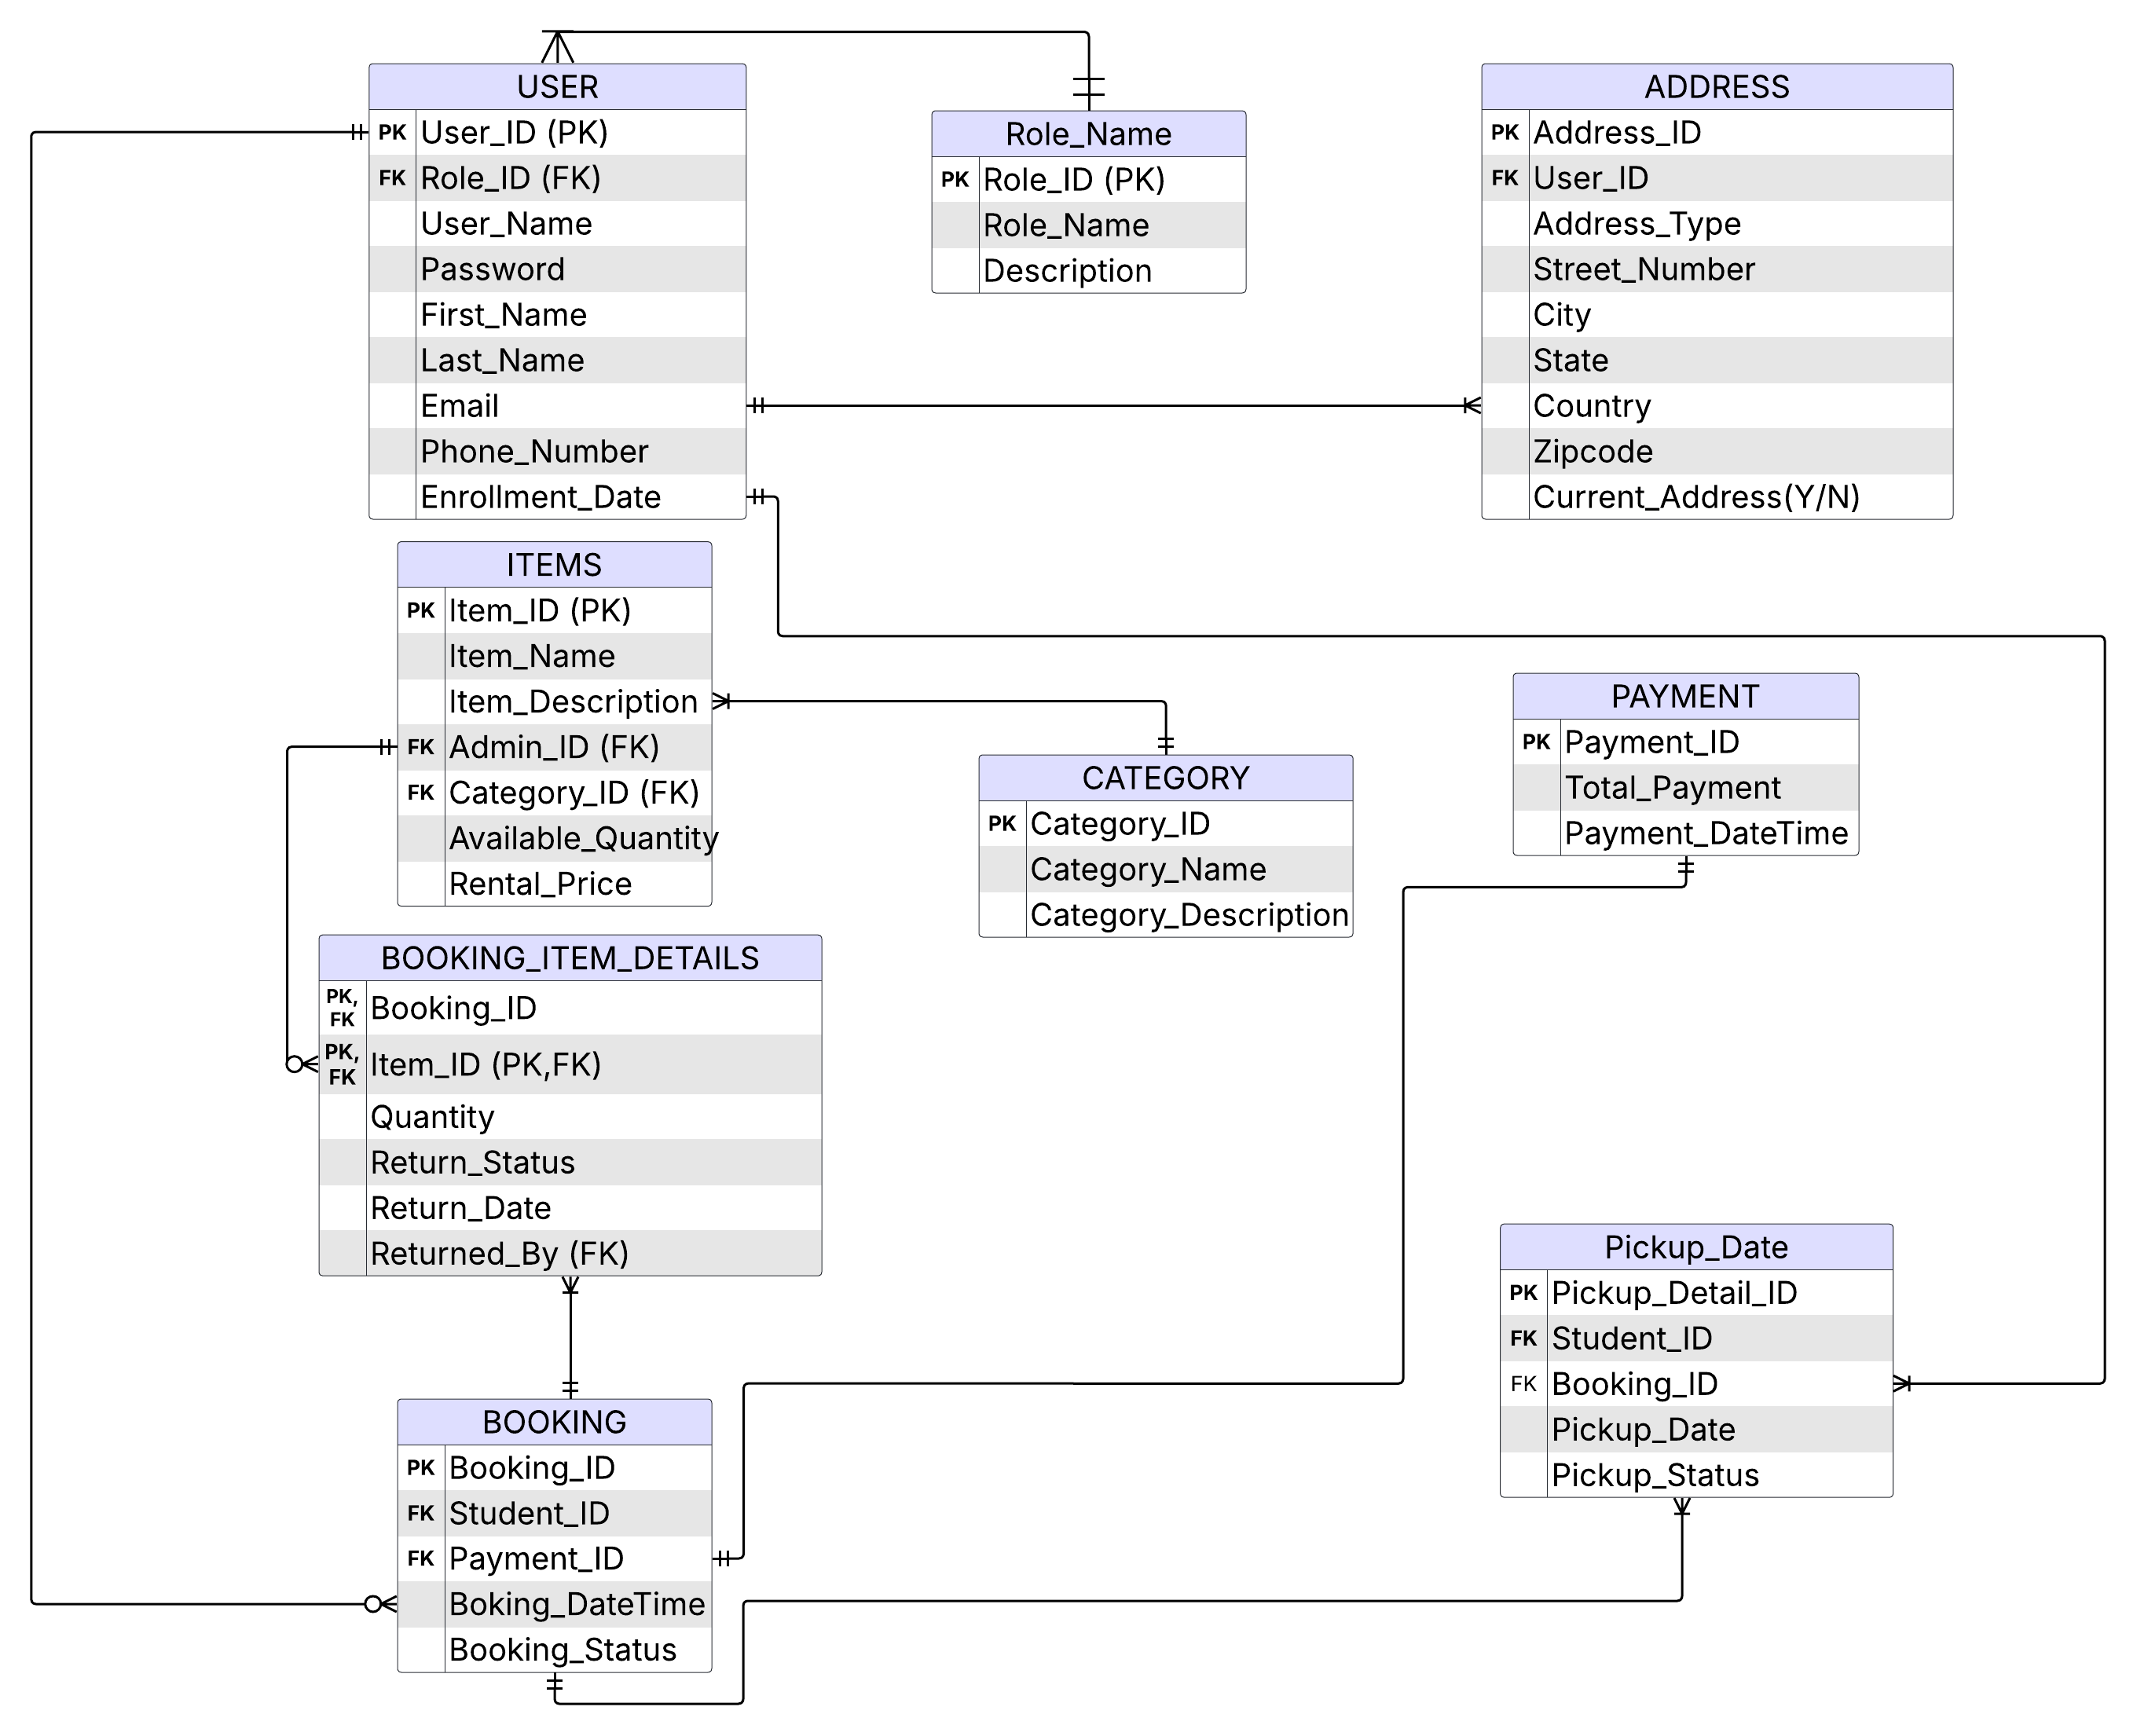 USER
PK User_ID (PK)
FK Role_ID (FK)
User_Name
Password
First_Name
Last_Name
Email
Phone_Number
Enrollment_Date
Role_Name
PK Role_ID (PK)
Role_Name
Description
ADDRESS
PK Address_ID
FK User_ID
Address_Type
Street_Number
City
State
Country
Zipcode
Current_Address(Y/N)
ITEMS
PK Item_ID (PK)
Item_Name
Item_Description
FK Admin_ID (FK)
FK Category_ID (FK)
Available_Quantity
Rental_Price
CATEGORY
PK Category_ID
Category_Name
Category_Description
PAYMENT
PK Payment_ID
Total_Payment
Payment_DateTime
BOOKING_ITEM_DETAILS
PK, FK Booking_ID
PK, FK Item_ID (PK,FK)
Quantity
Return_Status
Return_Date
Returned_By (FK)
Pickup_Date
PK Pickup_Detail_ID
FK Student_ID
FK Booking_ID
Pickup_Date
Pickup_Status
BOOKING
PK Booking_ID
FK Student_ID
FK Payment_ID
Boking_DateTime
Booking_Status